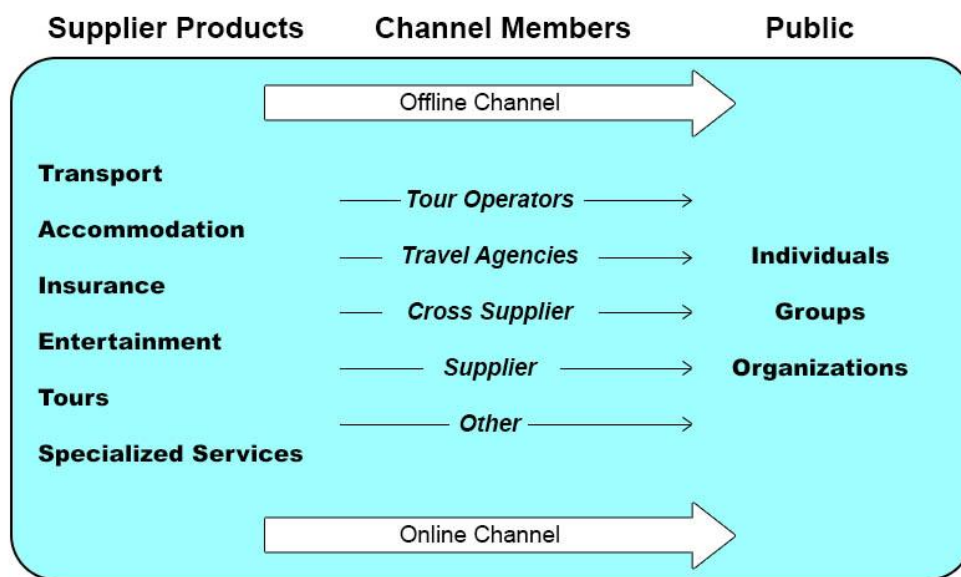 Supplier Products Channel Members Public
Offline Channel
Transport
Tour Operators
Accommodation
Travel Agencies Individuals
Insurance
Cross Supplier Groups
Entertainment
Supplier Organizations
Tours
Other
Specialized Services
Online Channel